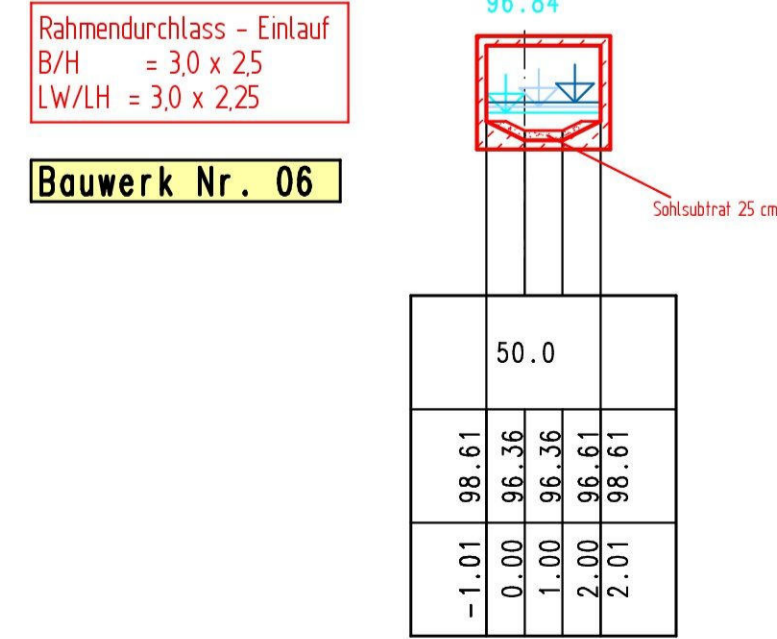 96.84
Rahmendurchlass - Einlauf
B/H = 3,0 x 2,5
LW/LH = 3,0 x 2,25
Bauwerk Nr. 06
Sohlsubtrat 25 cm
50.0
98.61 96.36 96.36 96.61 98.61
-1.01 0.00 1.00 2.00 2.01